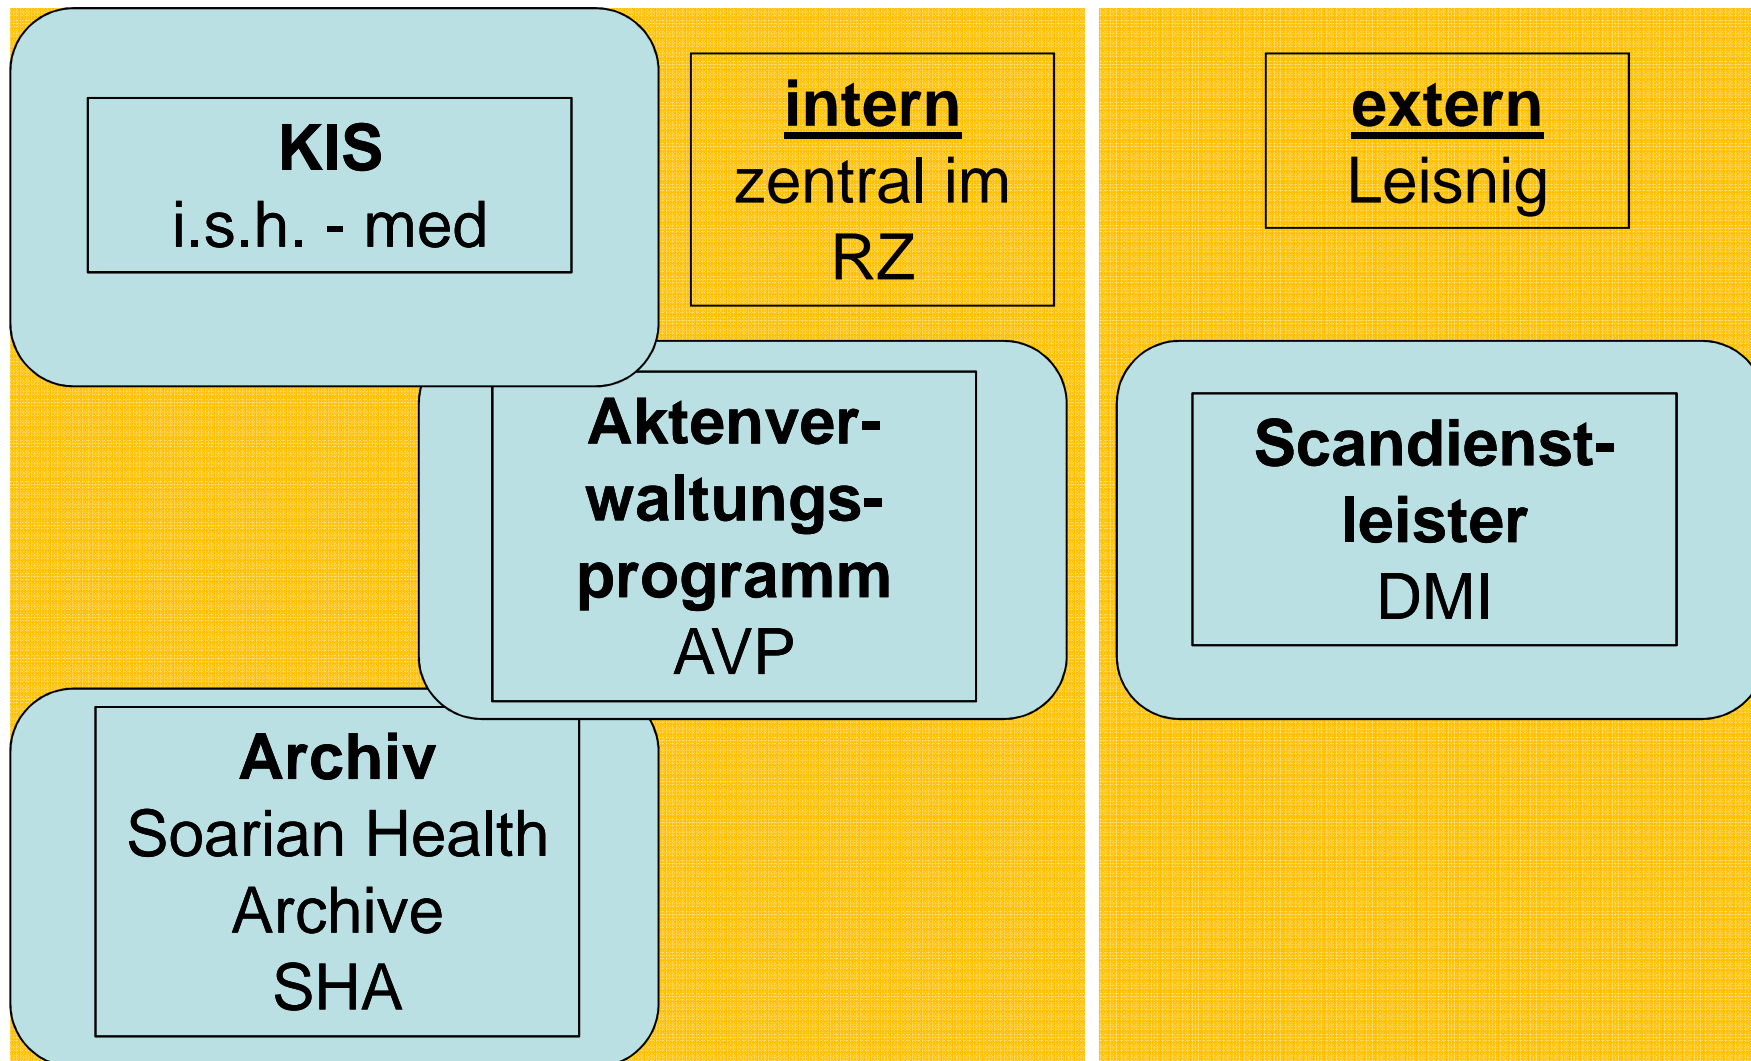 KIS
i.s.h. - med
intern
zentral im
RZ
extern
Leisnig
Aktenver-
waltungs-
programm
AVP
Scandienst-
leister
DMI
Archiv
Soarian Health
Archive
SHA